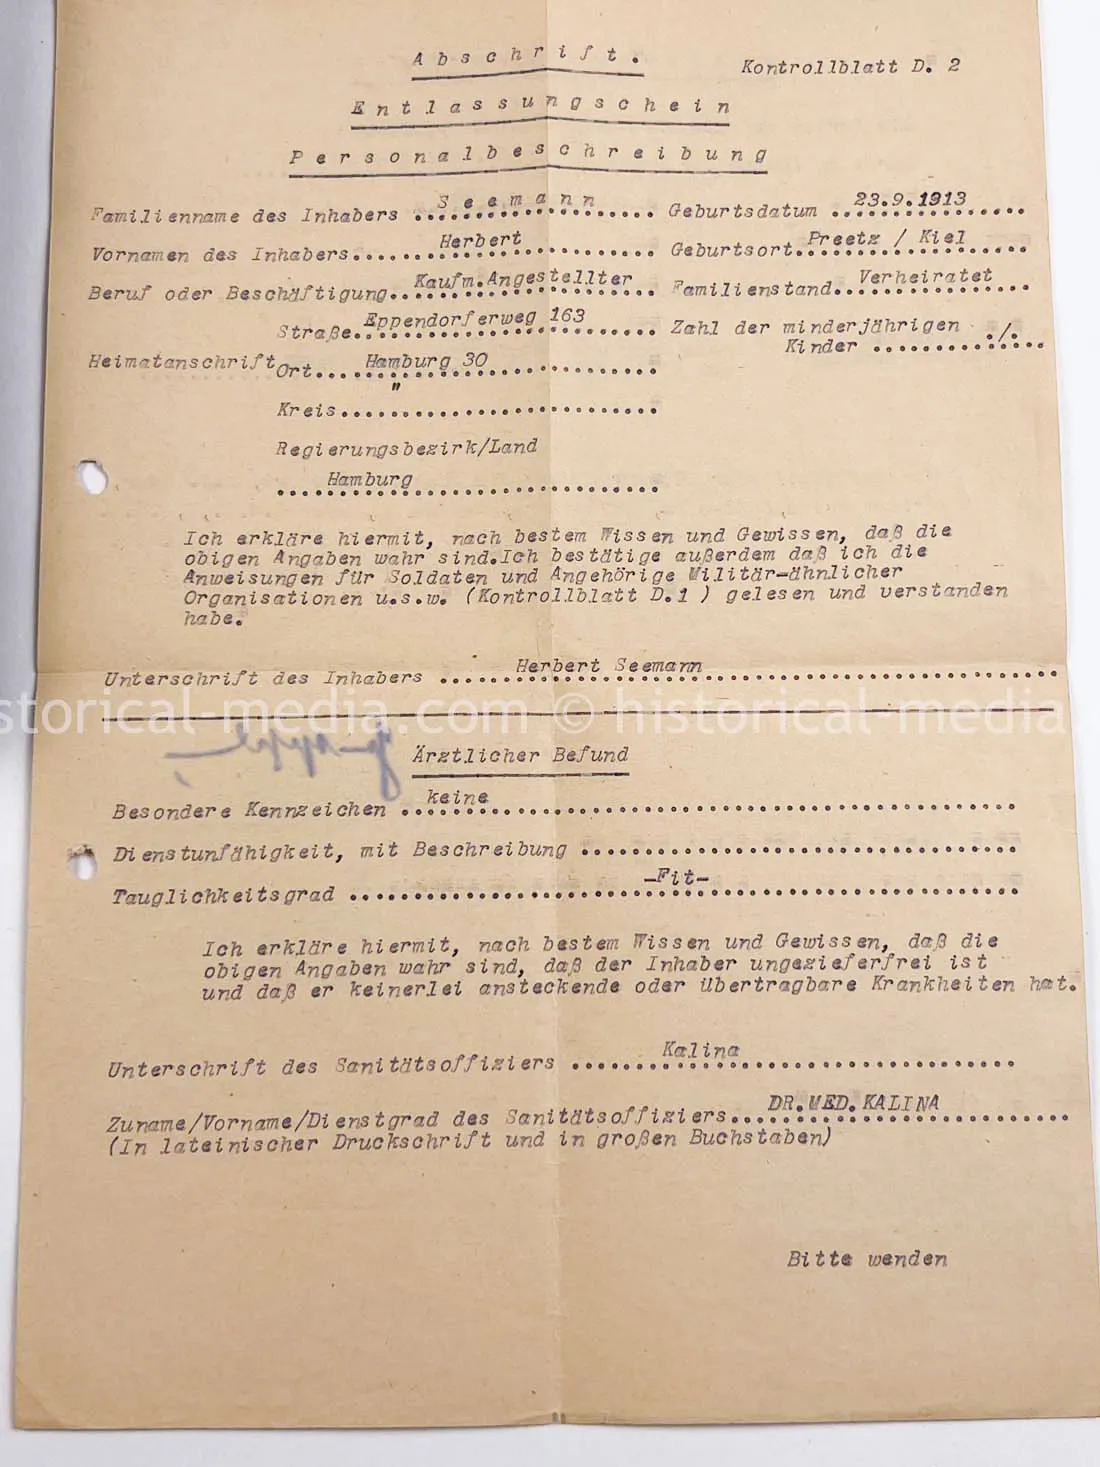 Abschrift.
Kontrollblatt D. 2
Entlassungschein
Personalbeschreibung
Familienname des Inhabers Seemann Geburtsdatum 23.9.1913
Vornamen des Inhabers Herbert Geburtsort Preetz / Kiel
Beruf oder Beschäftigung Kaufm.Angestellter Familienstand Verheiratet
Straße Eppendorferweg 163 Zahl der minderjährigen
Kinder ./.
Heimatanschrift Ort Hamburg 30
Kreis "
Regierungsbezirk/Land
Hamburg
Ich erkläre hiermit, nach bestem Wissen und Gewissen, daß die
obigen Angaben wahr sind.Ich bestätige außerdem daß ich die
Anweisungen für Soldaten und Angehörige Militär-ähnlicher
Organisationen u.s.w. (Kontrollblatt D.1 ) gelesen und verstanden
habe.
Unterschrift des Inhabers Herbert Seemann
storical-media.com © historical-media
Ärztlicher Befund
Besondere Kennzeichen keine
Dienstunfähigkeit, mit Beschreibung
Tauglichkeitsgrad -Fit-
Ich erkläre hiermit, nach bestem Wissen und Gewissen, daß die
obigen Angaben wahr sind, daß der Inhaber ungezieferfrei ist
und daß er keinerlei ansteckende oder übertragbare Krankheiten hat.
Unterschrift des Sanitätsoffiziers Kalina
Zuname/Vorname/Dienstgrad des Sanitätsoffiziers DR.MED.KALINA
(In lateinischer Druckschrift und in großen Buchstaben)
Bitte wenden